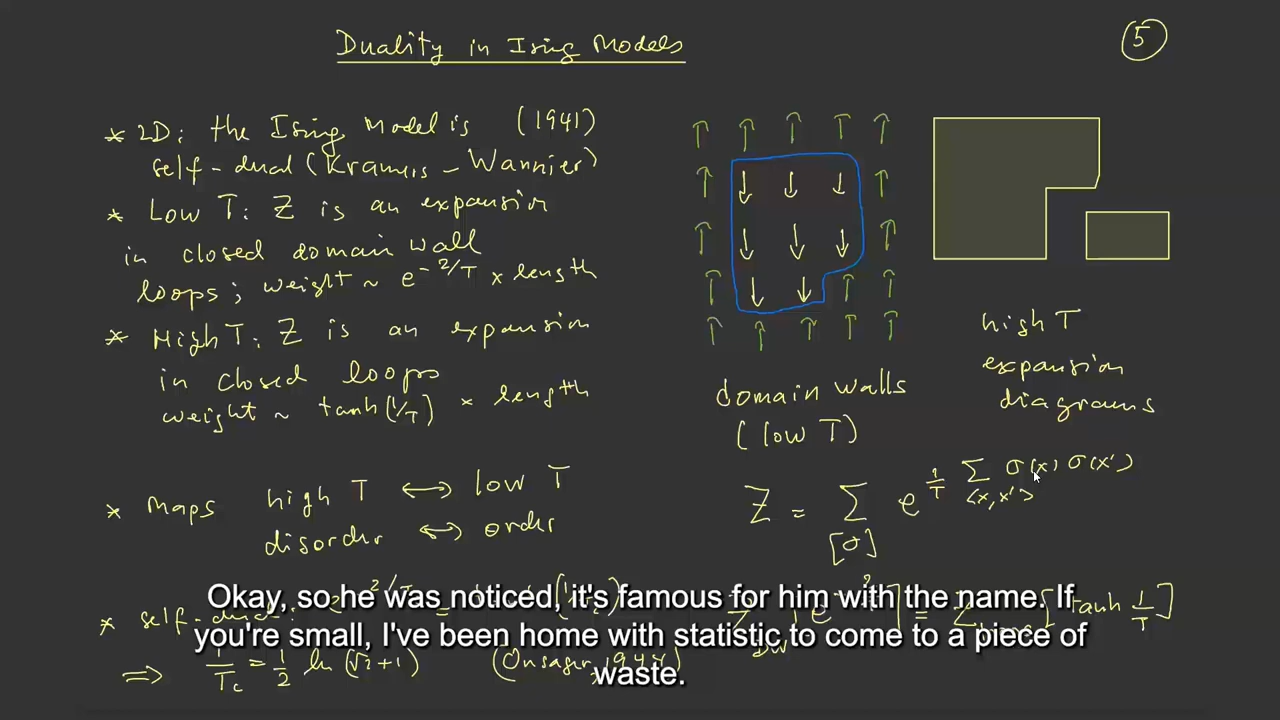 Duality in Ising Models
5
* 2D: the Ising Model is (1941)
self-dual (Kramers-Wannier)
* Low T: Z is an expansion
in closed domain wall
loops; weight ~ e^{-2/T} × length
* High T: Z is an expansion
in closed loops
weight ~ tanh(1/T) × length
* Maps high T ↔ low T
disorder ↔ order
* self-dual:
⇒ 1/T_c = 1/2 ln(√2+1) (Onsager, 1944)
↑ ↑ ↑ ↑ ↑
↑ ↓ ↓ ↓ ↑
↑ ↓ ↓ ↓ ↑
↑ ↓ ↓ ↑ ↑
↑ ↑ ↑ ↑ ↑
domain walls
(low T)
high T
expansion
diagrams
Z = Σ_{[σ]} e^{1/T Σ_{<x,x'>} σ(x) σ(x')}
tanh 1/T]
Okay, so he was noticed, it's famous for him with the name. If
you're small, I've been home with statistic to come to a piece of
waste.